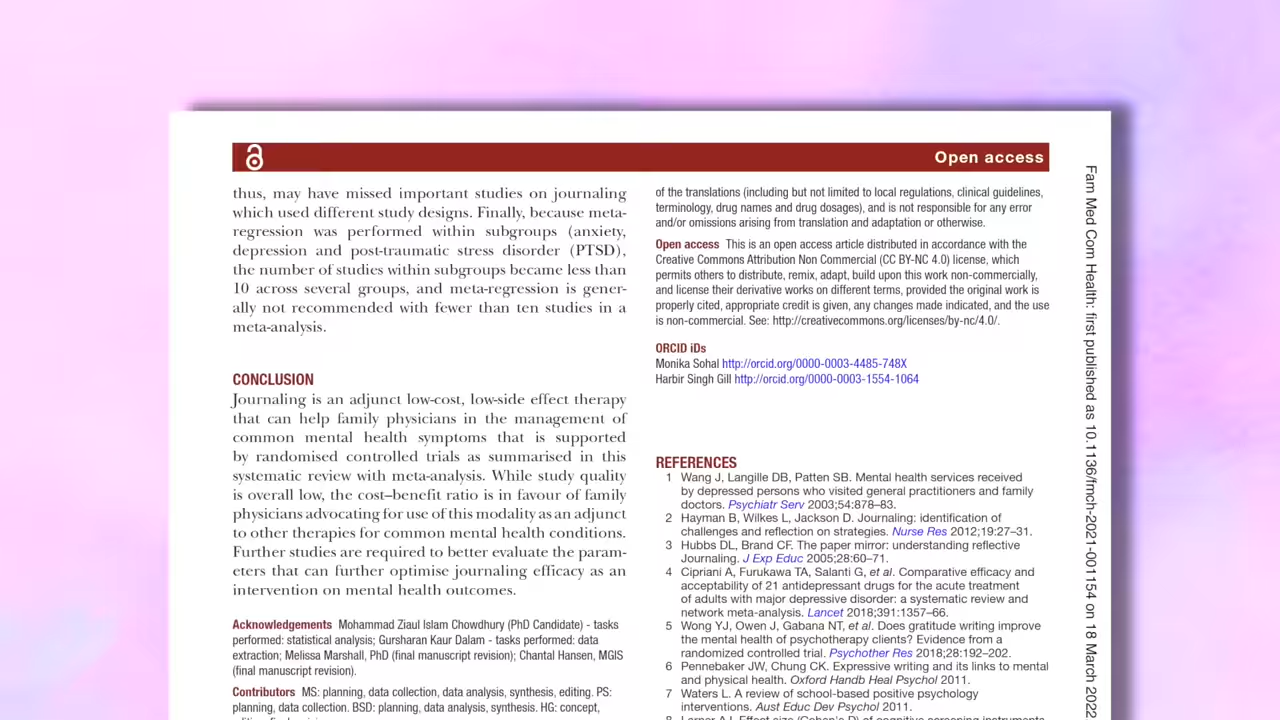 Open access
thus, may have missed important studies on journaling
which used different study designs. Finally, because meta-
regression was performed within subgroups (anxiety,
depression and post-traumatic stress disorder (PTSD),
the number of studies within subgroups became less than
10 across several groups, and meta-regression is gener-
ally not recommended with fewer than ten studies in a
meta-analysis.
CONCLUSION
Journaling is an adjunct low-cost, low-side effect therapy
that can help family physicians in the management of
common mental health symptoms that is supported
by randomised controlled trials as summarised in this
systematic review with meta-analysis. While study quality
is overall low, the cost–benefit ratio is in favour of family
physicians advocating for use of this modality as an adjunct
to other therapies for common mental health conditions.
Further studies are required to better evaluate the param-
eters that can further optimise journaling efficacy as an
intervention on mental health outcomes.
Acknowledgements Mohammad Ziaul Islam Chowdhury (PhD Candidate) - tasks
performed: statistical analysis; Gursharan Kaur Dalam - tasks performed: data
extraction; Melissa Marshall, PhD (final manuscript revision); Chantal Hansen, MGIS
(final manuscript revision).
Contributors MS: planning, data collection, data analysis, synthesis, editing. PS:
planning, data collection. BSD: planning, data analysis, synthesis. HG: concept,
of the translations (including but not limited to local regulations, clinical guidelines,
terminology, drug names and drug dosages), and is not responsible for any error
and/or omissions arising from translation and adaptation or otherwise.
Open access This is an open access article distributed in accordance with the
Creative Commons Attribution Non Commercial (CC BY-NC 4.0) license, which
permits others to distribute, remix, adapt, build upon this work non-commercially,
and license their derivative works on different terms, provided the original work is
properly cited, appropriate credit is given, any changes made indicated, and the use
is non-commercial. See: http://creativecommons.org/licenses/by-nc/4.0/.
ORCID iDs
Monika Sohal http://orcid.org/0000-0003-4485-748X
Harbir Singh Gill http://orcid.org/0000-0003-1554-1064
REFERENCES
1 Wang J, Langille DB, Patten SB. Mental health services received
by depressed persons who visited general practitioners and family
doctors. Psychiatr Serv 2003;54:878–83.
2 Hayman B, Wilkes L, Jackson D. Journaling: identification of
challenges and reflection on strategies. Nurse Res 2012;19:27–31.
3 Hubbs DL, Brand CF. The paper mirror: understanding reflective
Journaling. J Exp Educ 2005;28:60–71.
4 Cipriani A, Furukawa TA, Salanti G, et al. Comparative efficacy and
acceptability of 21 antidepressant drugs for the acute treatment
of adults with major depressive disorder: a systematic review and
network meta-analysis. Lancet 2018;391:1357–66.
5 Wong YJ, Owen J, Gabana NT, et al. Does gratitude writing improve
the mental health of psychotherapy clients? Evidence from a
randomized controlled trial. Psychother Res 2018;28:192–202.
6 Pennebaker JW, Chung CK. Expressive writing and its links to mental
and physical health. Oxford Handb Heal Psychol 2011.
7 Waters L. A review of school-based positive psychology
interventions. Aust Educ Dev Psychol 2011.
Fam Med Com Health: first published as 10.1136/fmch-2021-001154 on 18 March 2022